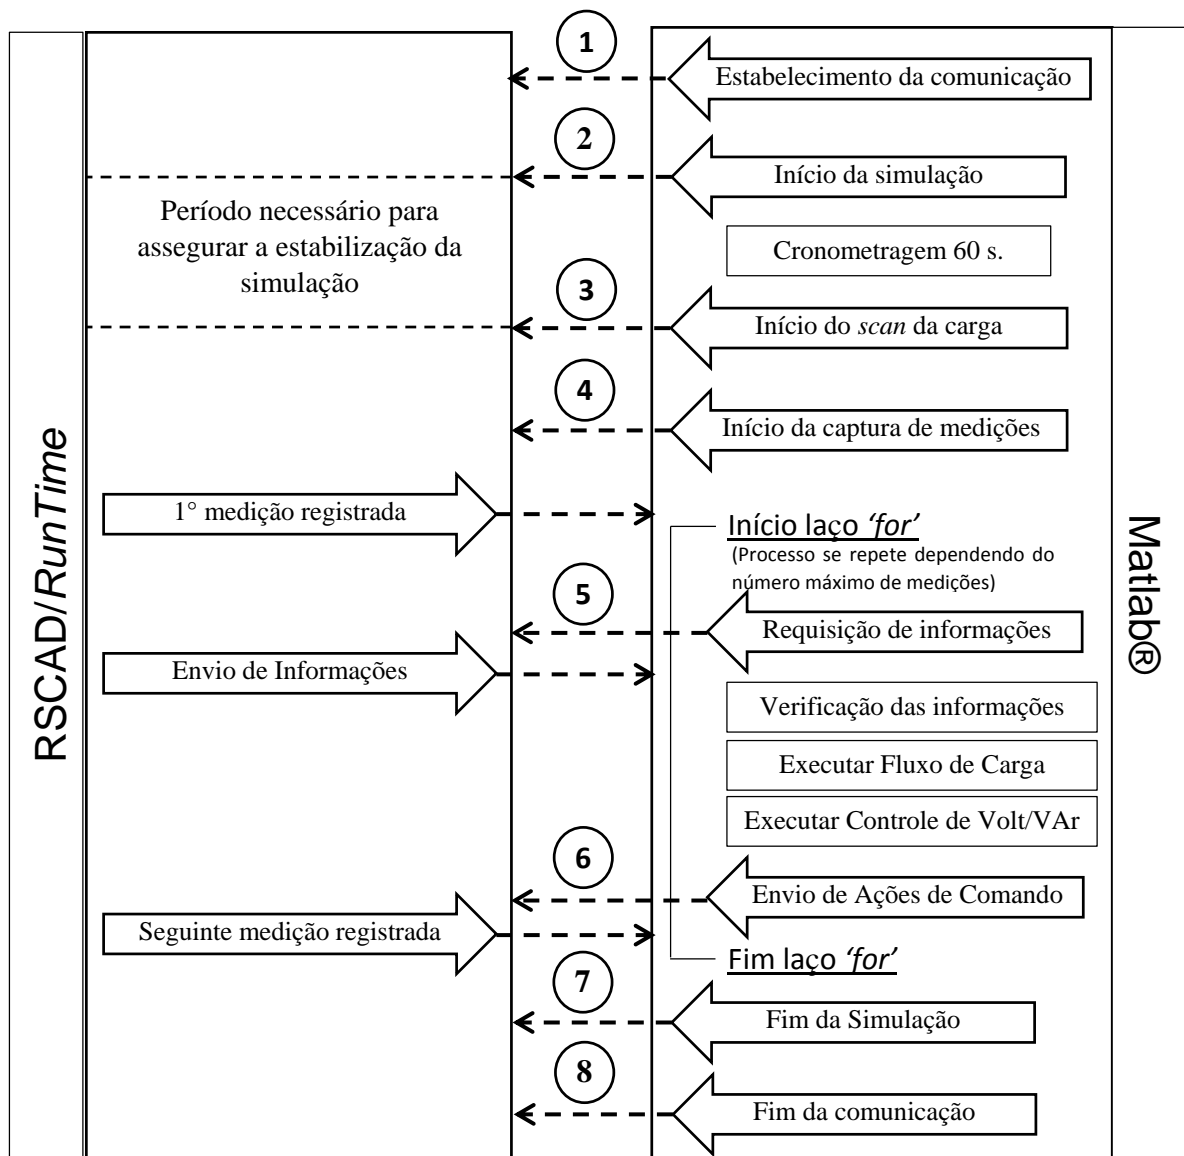 1
Estabelecimento da comunicação
2
Início da simulação
Período necessário para
assegurar a estabilização da
simulação
Cronometragem 60 s.
3
Início do scan da carga
4
Início da captura de medições
RSCAD/RunTime
Matlab®
1° medição registrada
Início laço ‘for’
(Processo se repete dependendo do
número máximo de medições)
5
Requisição de informações
Envio de Informações
Verificação das informações
Executar Fluxo de Carga
Executar Controle de Volt/VAr
6
Envio de Ações de Comando
Seguinte medição registrada
Fim laço ‘for’
7
Fim da Simulação
8
Fim da comunicação